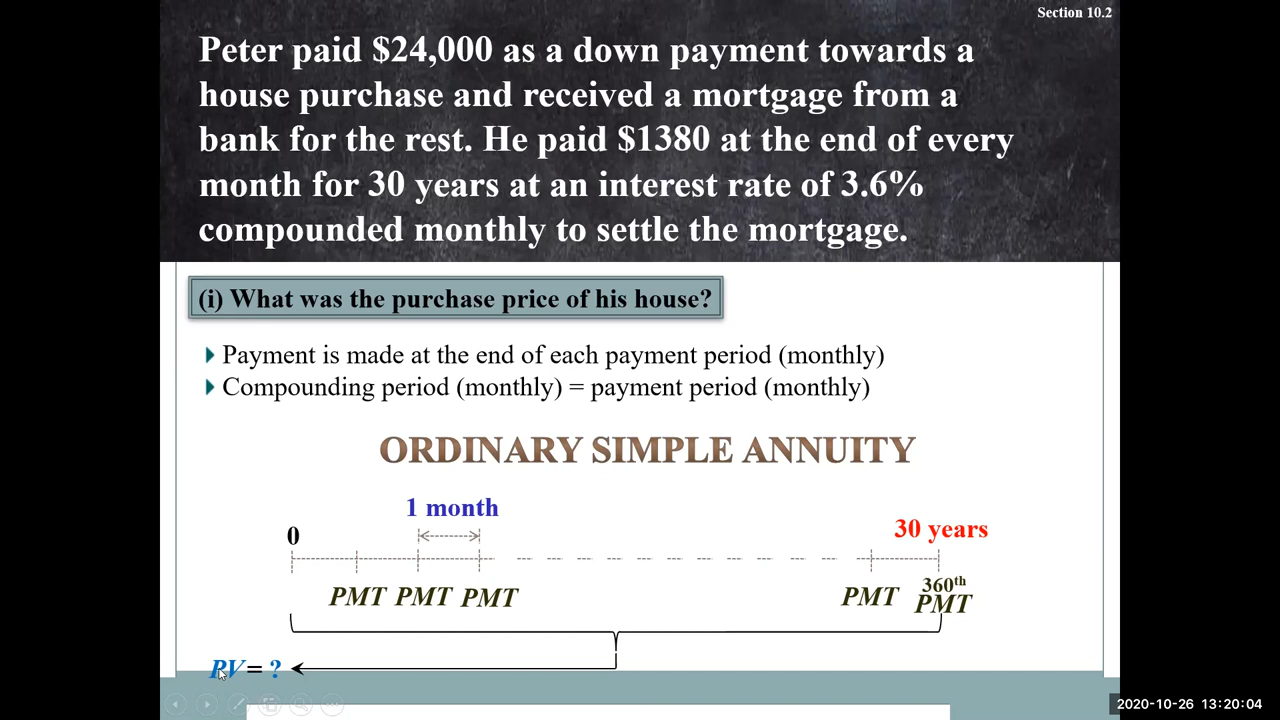 Section 10.2
Peter paid $24,000 as a down payment towards a
house purchase and received a mortgage from a
bank for the rest. He paid $1380 at the end of every
month for 30 years at an interest rate of 3.6%
compounded monthly to settle the mortgage.
(i) What was the purchase price of his house?
Payment is made at the end of each payment period (monthly)
Compounding period (monthly) = payment period (monthly)
ORDINARY SIMPLE ANNUITY
1 month
0
30 years
PMT PMT PMT PMT 360th PMT
PV = ?
2020-10-26 13:20:04